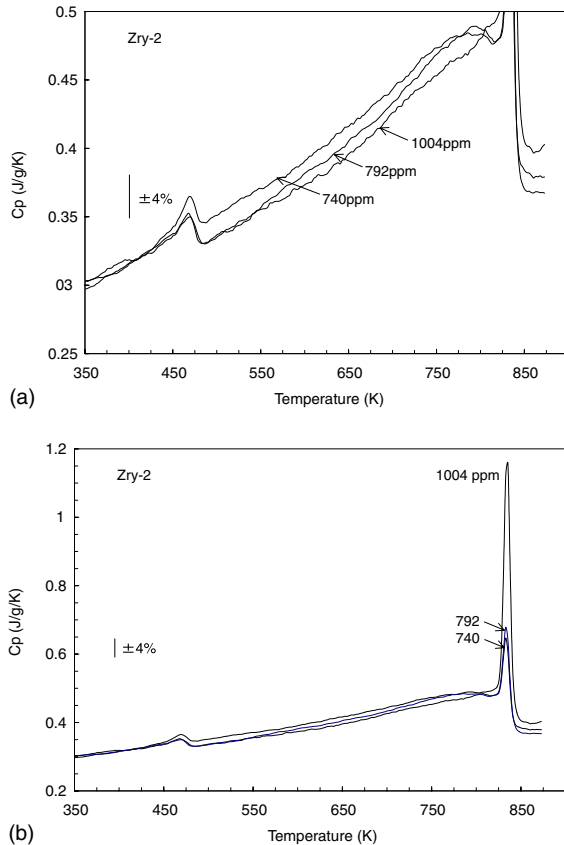 0.5
Zry-2
0.45
1004ppm
0.4
792ppm
±4%
740ppm
Cp (J/g/K)
0.35
03
0.25
350 450 550 650 750 850
(a)
Temperature (K)
1.2
Zry-2
1004 ppm
1
Cp (J/g/K)
0.8
792
±4%
740
0.6
0.4
0.2
350 450 550 650 750 850
(b)
Temperature (K)